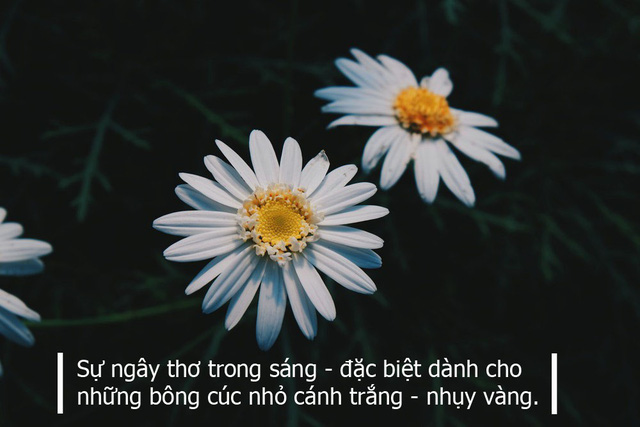 Sự ngây thơ trong sáng - đặc biệt dành cho
những bông cúc nhỏ cánh trắng - nhụy vàng.